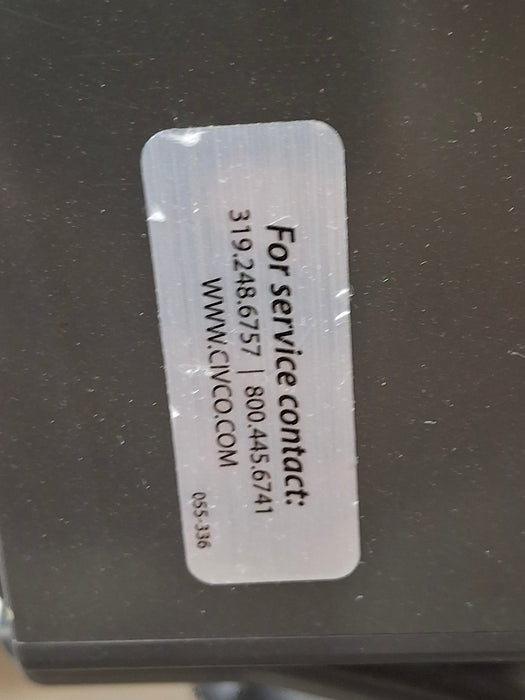 For service contact:
319.248.6757 | 800.445.6741
WWW.CIVCO.COM
055-336